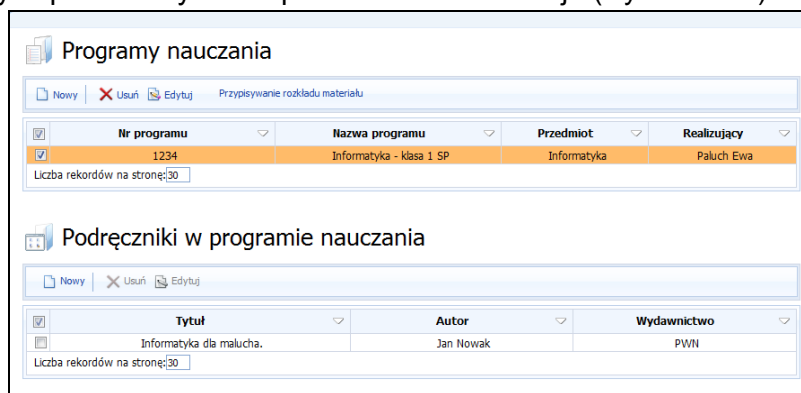 Programy nauczania
Nowy Usuń Edytuj Przypisywanie rozkładu materiału
Nr programu Nazwa programu Przedmiot Realizujący
1234 Informatyka - klasa 1 SP Informatyka Paluch Ewa
Liczba rekordów na stronę: 30
Podręczniki w programie nauczania
Nowy Usuń Edytuj
Tytuł Autor Wydawnictwo
Informatyka dla malucha. Jan Nowak PWN
Liczba rekordów na stronę: 30